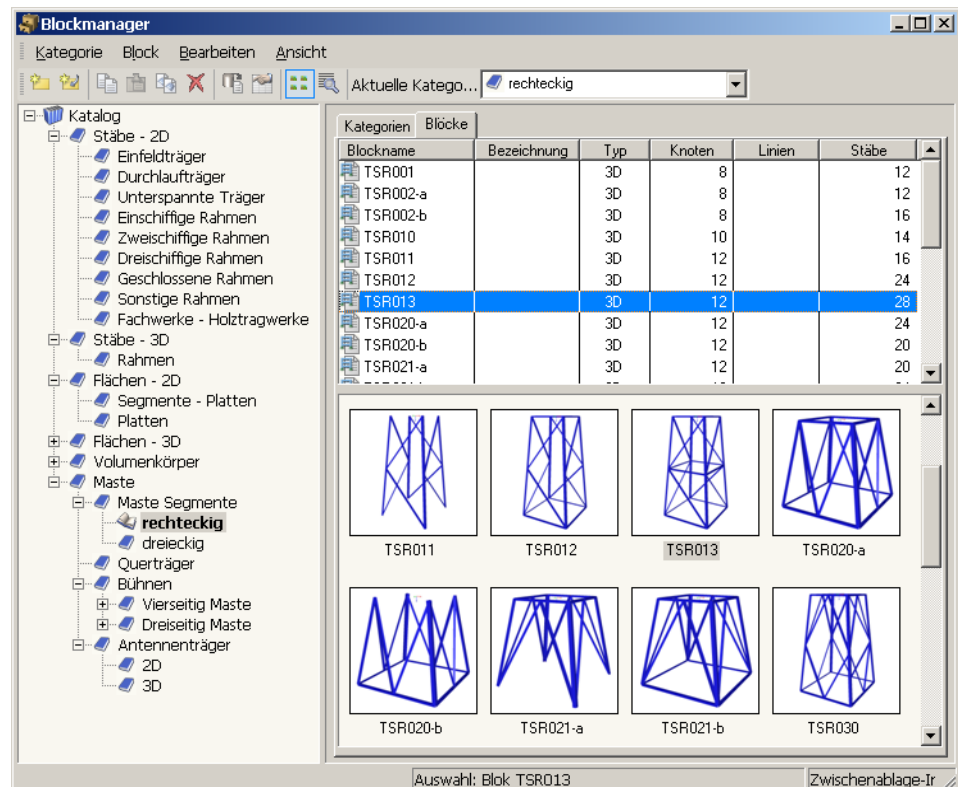 Blockmanager
Kategorie Block Bearbeiten Ansicht
Aktuelle Katego... rechteckig
Katalog
Stäbe - 2D
Einfeldträger
Durchlaufträger
Unterspannte Träger
Einschiffige Rahmen
Zweischiffige Rahmen
Dreischiffige Rahmen
Geschlossene Rahmen
Sonstige Rahmen
Fachwerke - Holztragwerke
Stäbe - 3D
Rahmen
Flächen - 2D
Segmente - Platten
Platten
Flächen - 3D
Volumenkörper
Maste
Maste Segmente
rechteckig
dreieckig
Querträger
Bühnen
Vierseitig Maste
Dreiseitig Maste
Antennenträger
2D
3D
Kategorien Blöcke
Blockname Bezeichnung Typ Knoten Linien Stäbe
TSR001 3D 8 12
TSR002-a 3D 8 12
TSR002-b 3D 8 16
TSR010 3D 10 14
TSR011 3D 12 16
TSR012 3D 12 24
TSR013 3D 12 28
TSR020-a 3D 12 24
TSR020-b 3D 12 20
TSR021-a 3D 12 20
TSR011 TSR012 TSR013 TSR020-a
TSR020-b TSR021-a TSR021-b TSR030
Auswahl: Blok TSR013 Zwischenablage-Ir